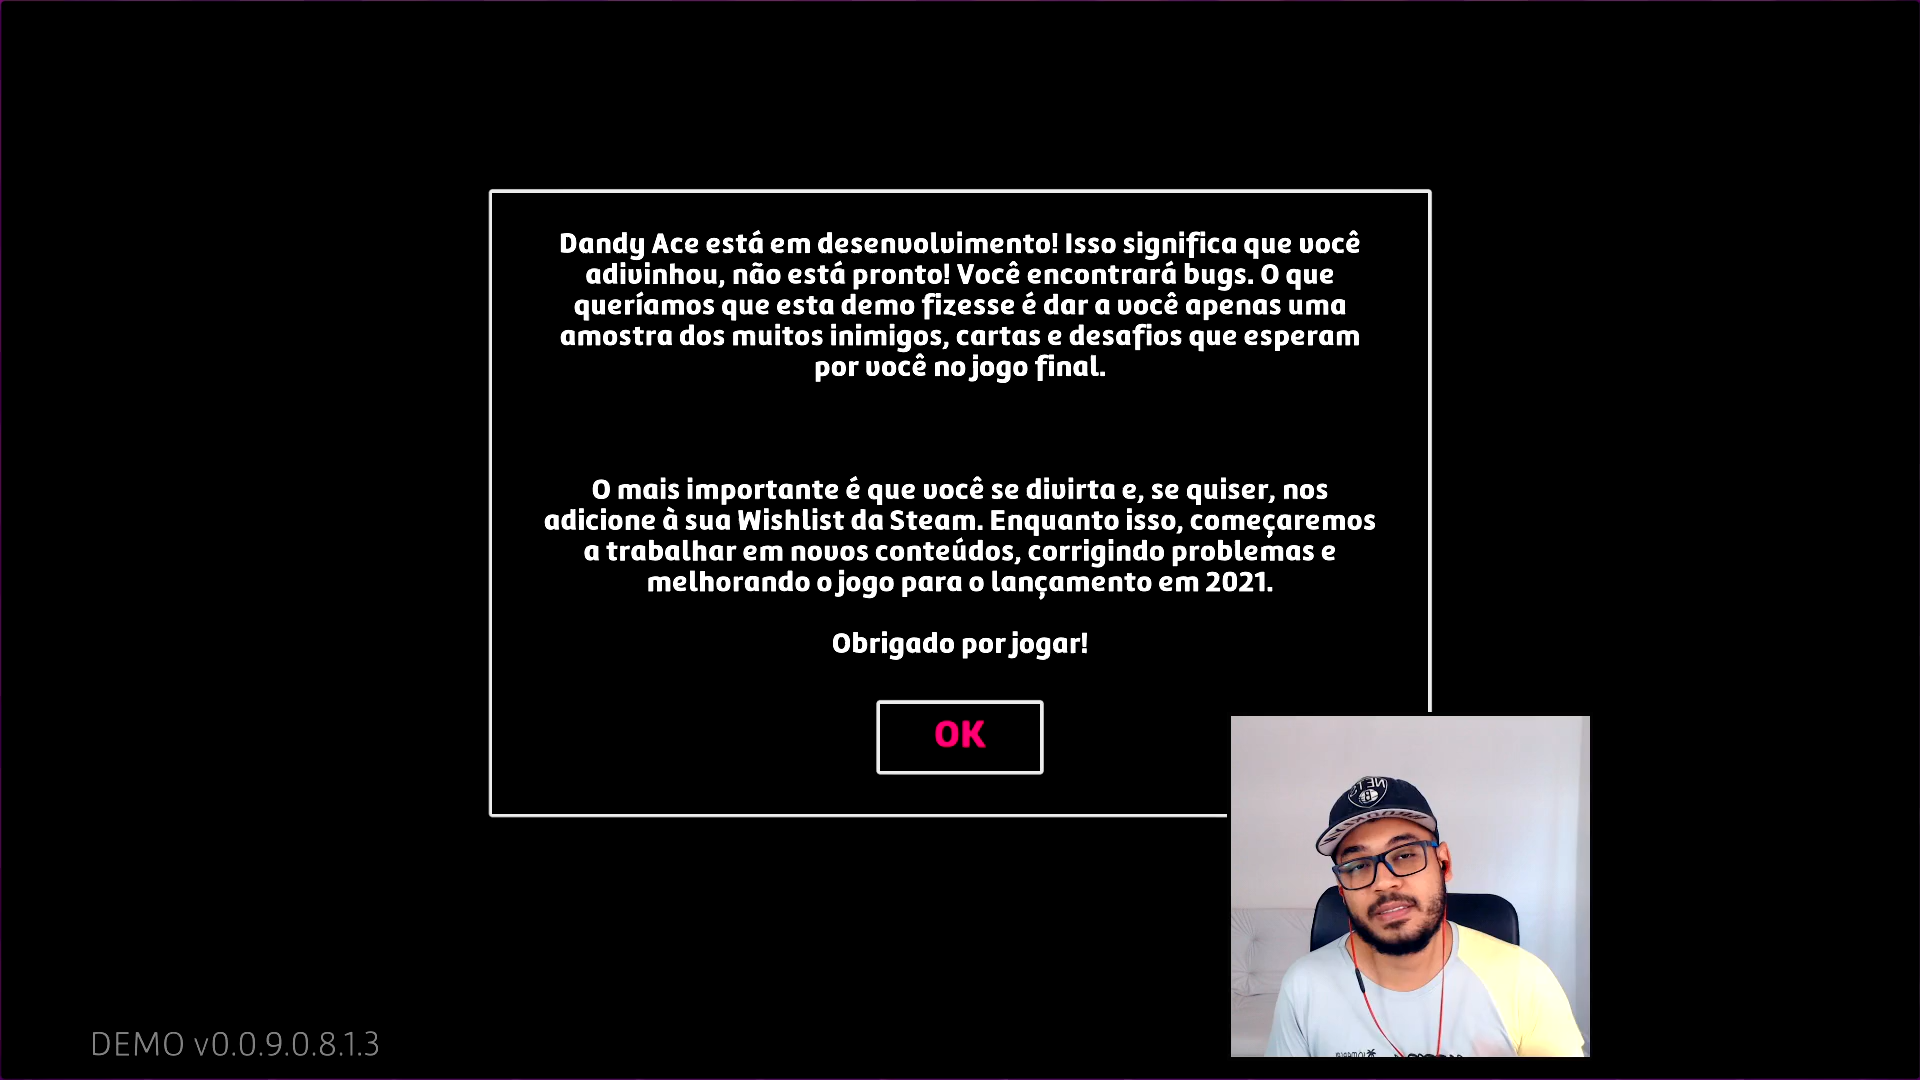 Dandy Ace está em desenvolvimento! Isso significa que você
adivinhou, não está pronto! Você encontrará bugs. O que
queríamos que esta demo fizesse é dar a você apenas uma
amostra dos muitos inimigos, cartas e desafios que esperam
por você no jogo final.
O mais importante é que você se divirta e, se quiser, nos
adicione à sua Wishlist da Steam. Enquanto isso, começaremos
a trabalhar em novos conteúdos, corrigindo problemas e
melhorando o jogo para o lançamento em 2021.
Obrigado por jogar!
OK
NETS
DEMO v0.0.9.0.8.1.3